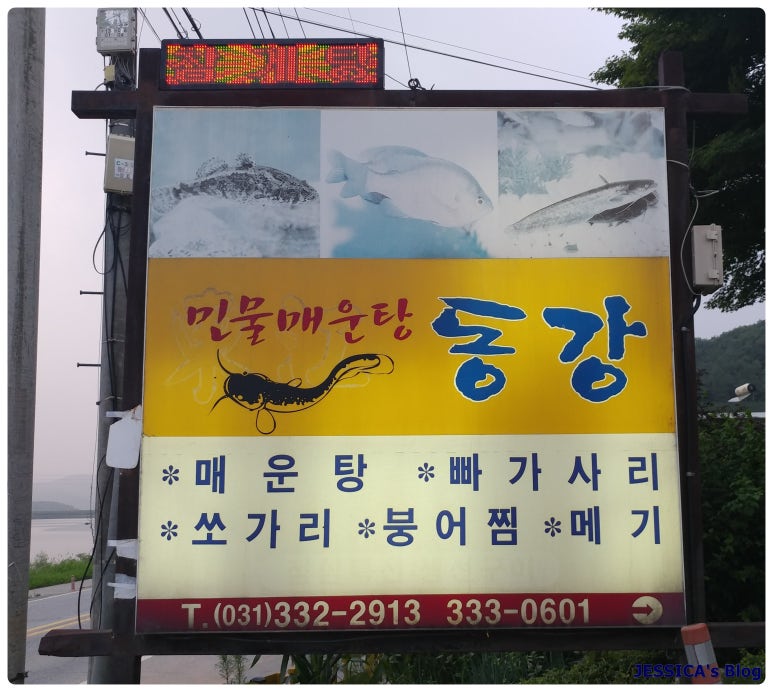 민물매운탕 동강
*매운탕 *빠가사리
*쏘가리 *붕어찜 *메기
T.(031)332-2913 333-0601
JESSICA's Blog